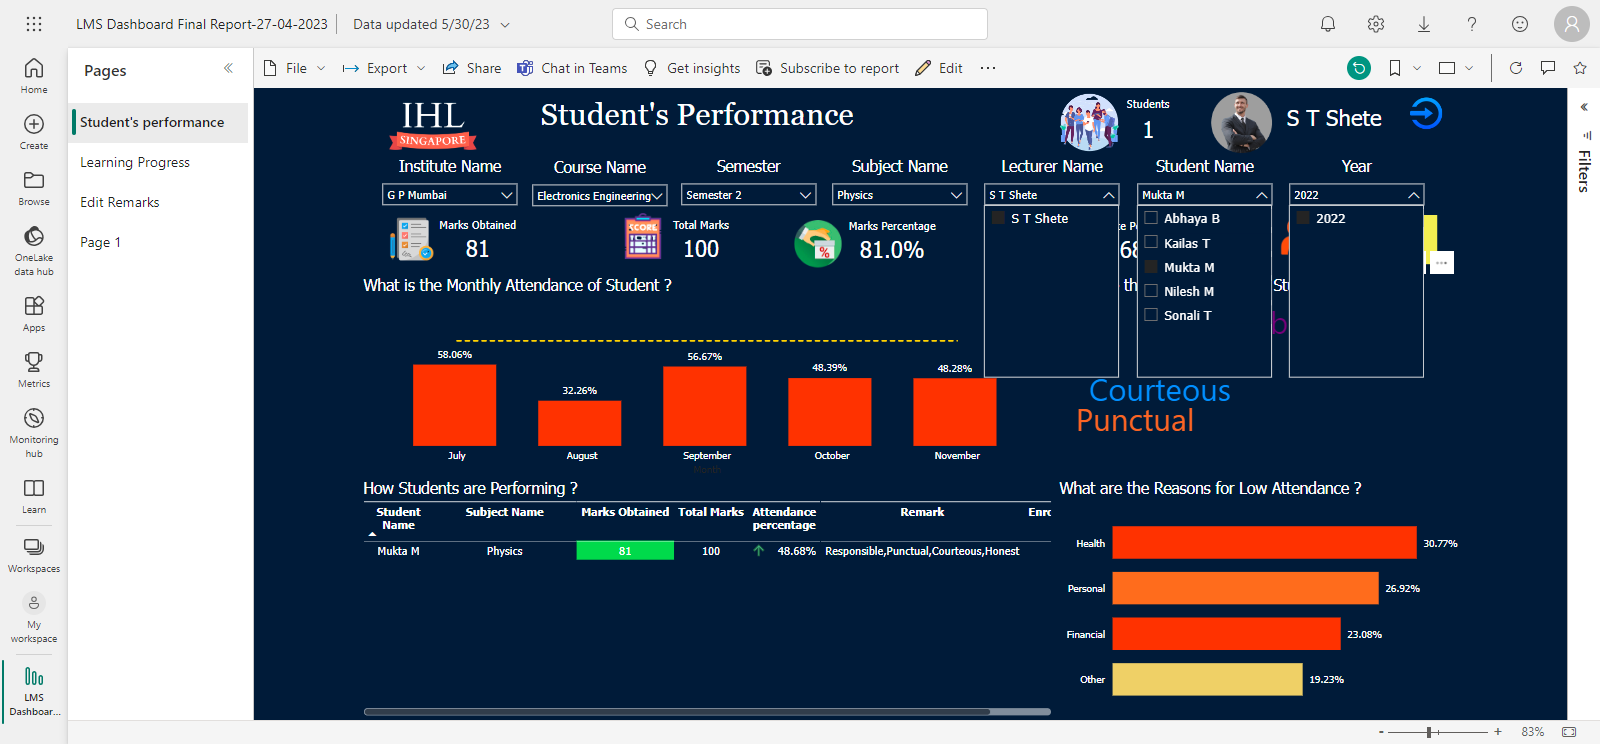 LMS Dashboard Final Report-27-04-2023
Data updated 5/30/23
Search
Home
Create
Browse
OneLake
data hub
Apps
Metrics
Monitoring
hub
Learn
Workspaces
My
workspace
LMS
Dashboar...
Pages
Student's performance
Learning Progress
Edit Remarks
Page 1
File
Export
Share
Chat in Teams
Get insights
Subscribe to report
Edit
IHL
SINGAPORE
Student's Performance
Students
1
S T Shete
Institute Name
G P Mumbai
Course Name
Electronics Engineering
Semester
Semester 2
Subject Name
Physics
Lecturer Name
S T Shete
S T Shete
Student Name
Mukta M
Abhaya B
Kailas T
Mukta M
Nilesh M
Sonali T
Year
2022
2022
Marks Obtained
81
SCORE
Total Marks
100
Marks Percentage
81.0%
What is the Monthly Attendance of Student ?
58.06%
32.26%
56.67%
48.39%
48.28%
July
August
September
October
November
Month
Courteous
Punctual
How Students are Performing ?
Student Name
Subject Name
Marks Obtained
Total Marks
Attendance percentage
Remark
Enro
Mukta M
Physics
81
100
48.68%
Responsible,Punctual,Courteous,Honest
What are the Reasons for Low Attendance ?
Health
30.77%
Personal
26.92%
Financial
23.08%
Other
19.23%
Filters
83%